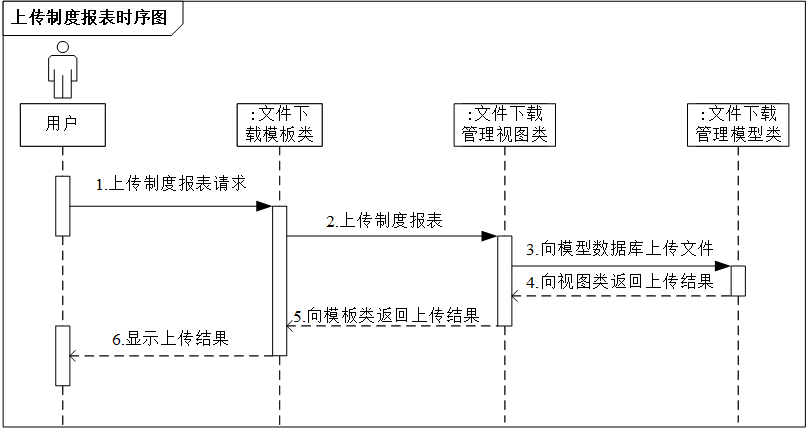 上传制度报表时序图
用户
:文件下
载模板类
:文件下载
管理视图类
:文件下载
管理模型类
1.上传制度报表请求
2.上传制度报表
3.向模型数据库上传文件
4.向视图类返回上传结果
5.向模板类返回上传结果
6.显示上传结果